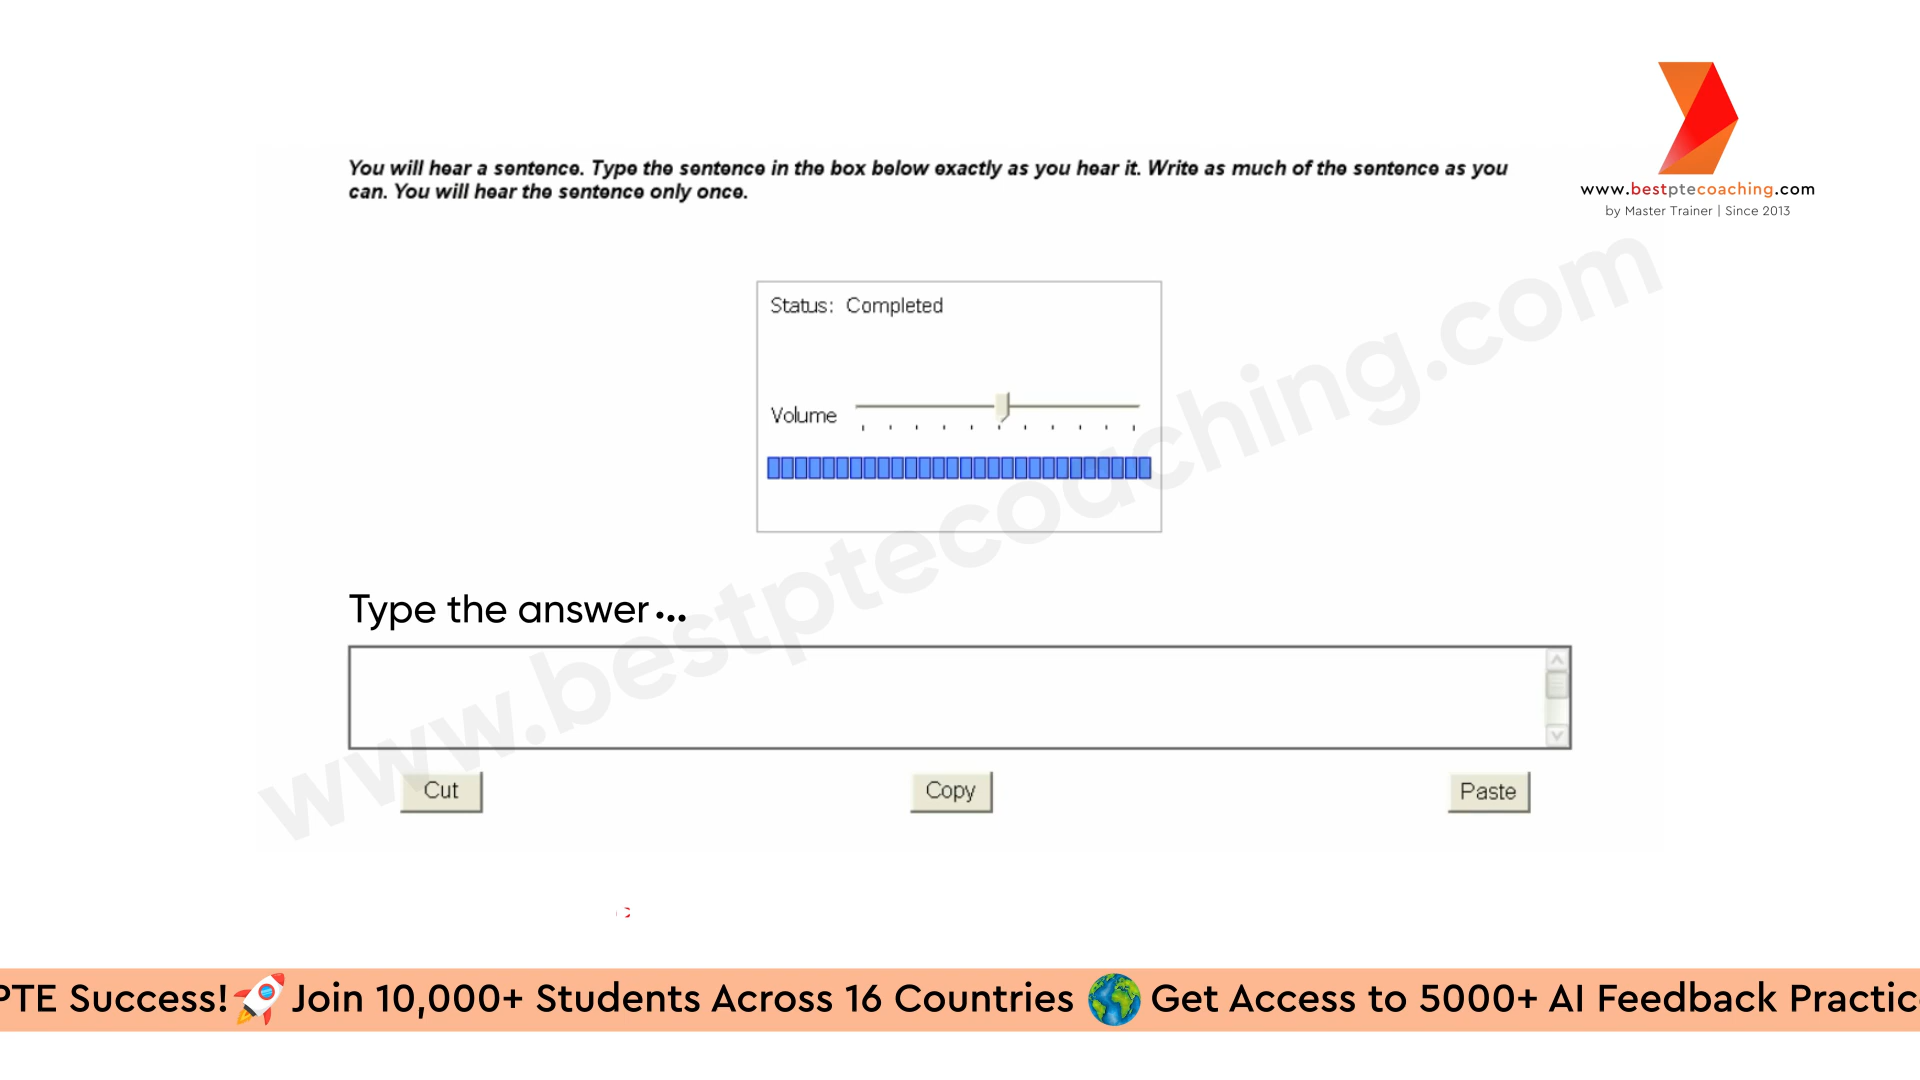 You will hear a sentence. Type the sentence in the box below exactly as you hear it. Write as much of the sentence as you
can. You will hear the sentence only once.
www.bestptecoaching.com
by Master Trainer | Since 2013
Status: Completed
Volume
www.bestptecoaching.com
Type the answer...
Cut
Copy
Paste
PTE Success!🚀Join 10,000+ Students Across 16 Countries 🌍 Get Access to 5000+ AI Feedback Practic